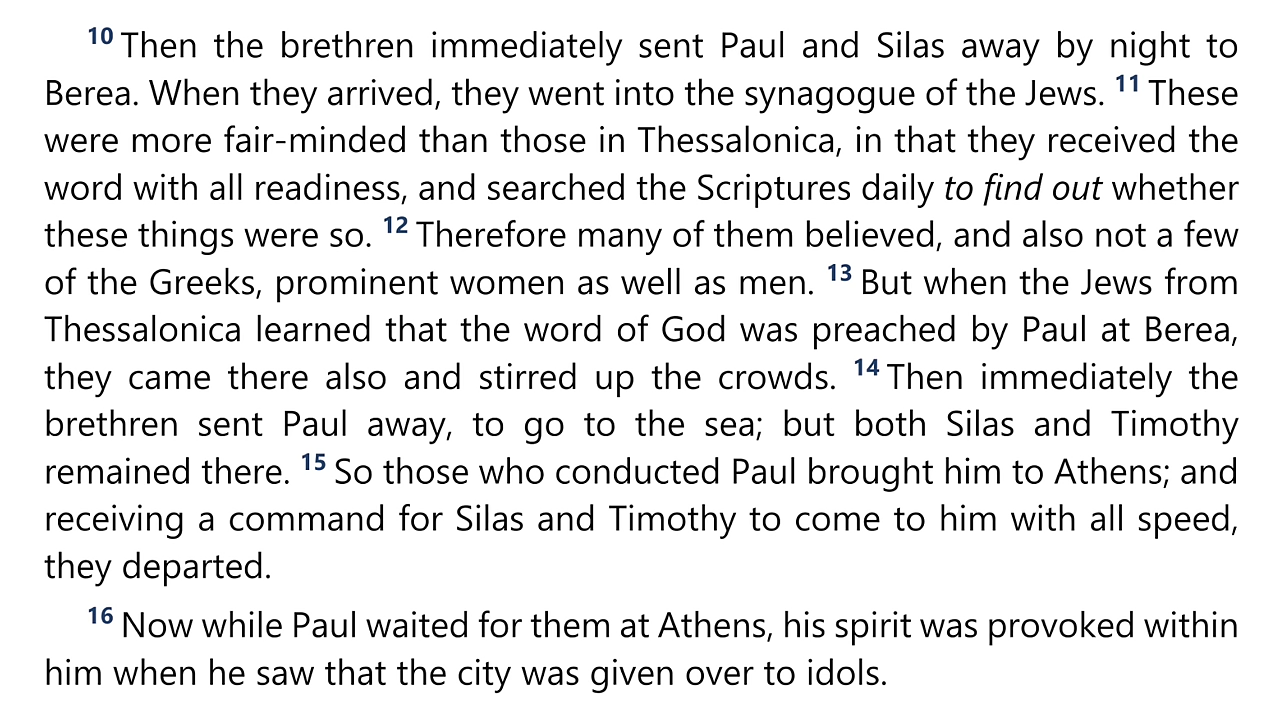 10 Then the brethren immediately sent Paul and Silas away by night to
Berea. When they arrived, they went into the synagogue of the Jews. 11 These
were more fair-minded than those in Thessalonica, in that they received the
word with all readiness, and searched the Scriptures daily to find out whether
these things were so. 12 Therefore many of them believed, and also not a few
of the Greeks, prominent women as well as men. 13 But when the Jews from
Thessalonica learned that the word of God was preached by Paul at Berea,
they came there also and stirred up the crowds. 14 Then immediately the
brethren sent Paul away, to go to the sea; but both Silas and Timothy
remained there. 15 So those who conducted Paul brought him to Athens; and
receiving a command for Silas and Timothy to come to him with all speed,
they departed.
16 Now while Paul waited for them at Athens, his spirit was provoked within
him when he saw that the city was given over to idols.